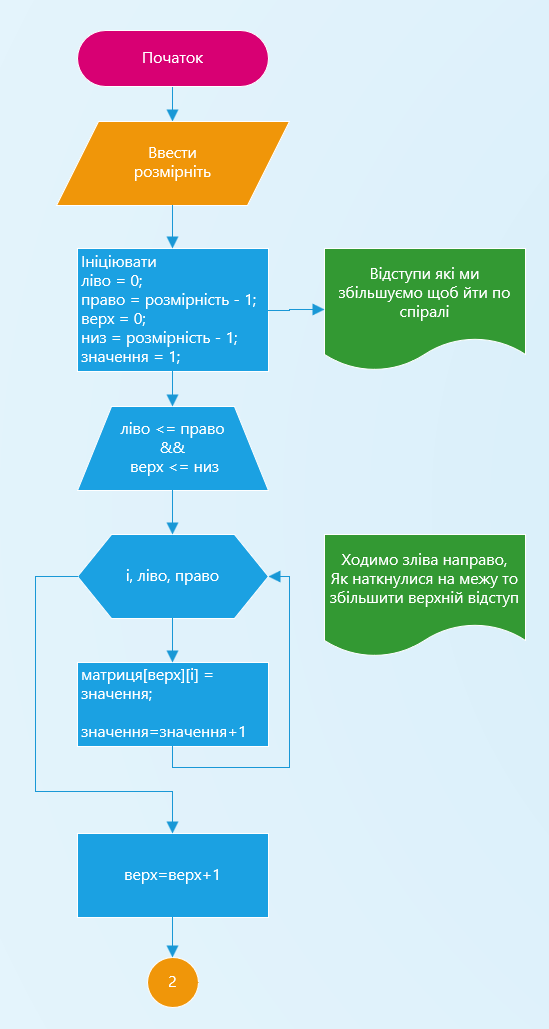 Початок
Ввести
розмірніть
Ініціювати
ліво = 0;
право = розмірність - 1;
верх = 0;
низ = розмірність - 1;
значення = 1;
Відступи які ми
збільшуємо щоб йти по
спіралі
ліво <= право
&&
верх <= низ
і, ліво, право
Ходимо зліва направо,
Як наткнулися на межу то
збільшити верхній відступ
матриця[верх][і] =
значення;
значення=значення+1
верх=верх+1
2